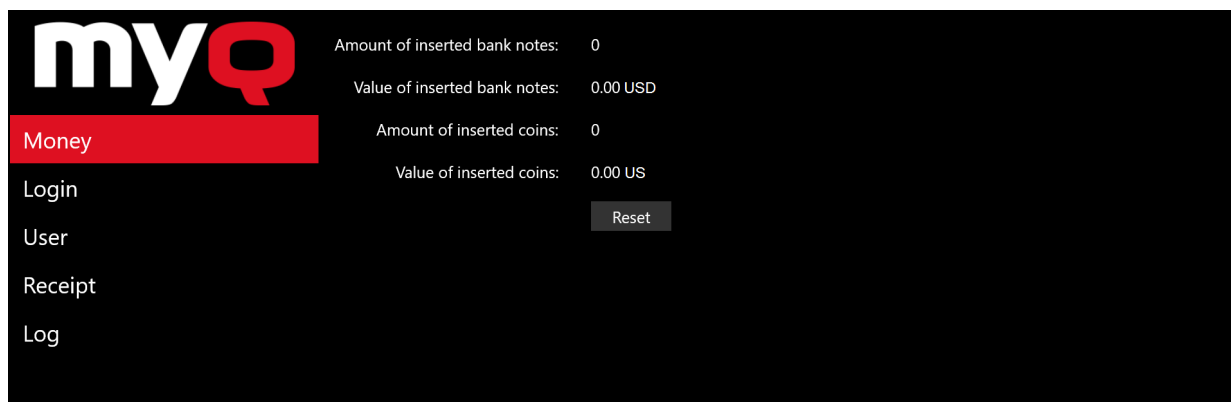 myQ
Money
Login
User
Receipt
Log
Amount of inserted bank notes: 0
Value of inserted bank notes: 0.00 USD
Amount of inserted coins: 0
Value of inserted coins: 0.00 US
Reset